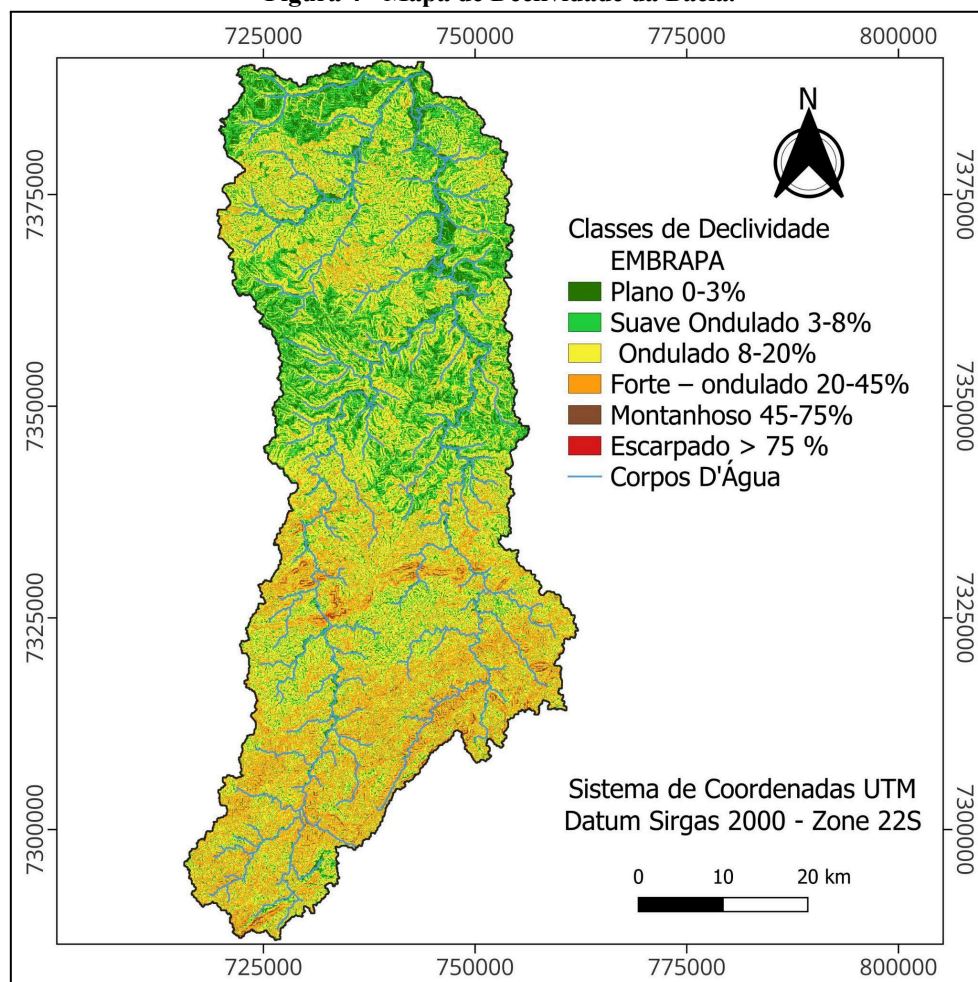 Figura 4 - Mapa de Declividade da Bacia.
725000 750000 775000 800000
7375000
7350000
7325000
7300000
N
Classes de Declividade
EMBRAPA
Plano 0-3%
Suave Ondulado 3-8%
Ondulado 8-20%
Forte – ondulado 20-45%
Montanhoso 45-75%
Escarpado > 75 %
Corpos D'Água
7375000
7350000
7325000
7300000
Sistema de Coordenadas UTM
Datum Sirgas 2000 - Zone 22S
0 10 20 km
725000 750000 775000 800000